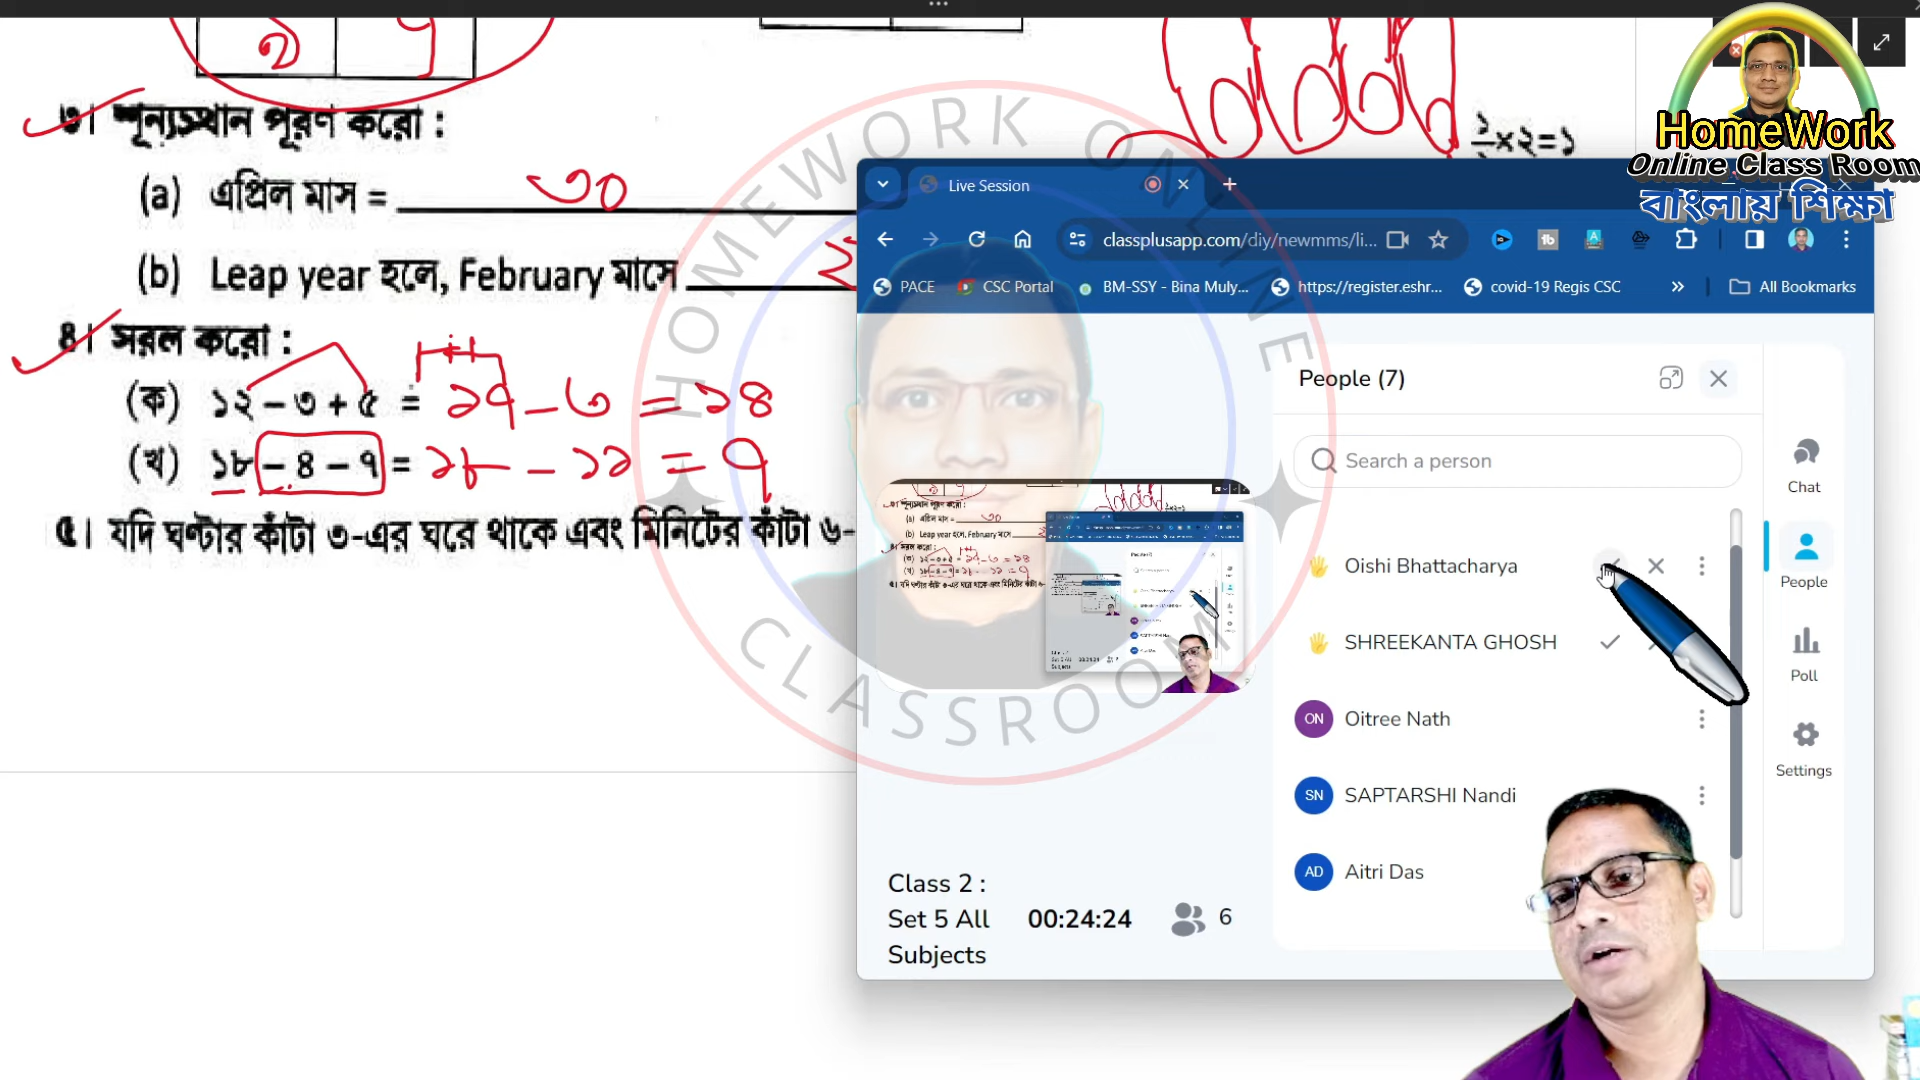 ৩। শূন্যস্থান পূরণ করো :
(a) এপ্রিল মাস = ৩০
(b) Leap year হলে, February মাসে
৪। সরল করো :
(ক) ১২ – ৩ + ৫ = ১৭ – ৩ = ১৪
(খ) ১৮ – ৪ – ৭ = ১৮ – ১১ = ৭
৫। যদি ঘণ্টার কাঁটা ৩-এর ঘরে থাকে এবং মিনিটের কাঁটা ৬-
×২=১
HomeWork
Online Class Room
বাংলায় শিক্ষা
HOMEWORK ONLINE
CLASSROOM
Live Session
classplusapp.com/diy/newmms/li...
PACE
CSC Portal
BM-SSY - Bina Muly...
https://register.eshr...
covid-19 Regis CSC
All Bookmarks
People (7)
Search a person
Oishi Bhattacharya
SHREEKANTA GHOSH
ON Oitree Nath
SN SAPTARSHI Nandi
AD Aitri Das
Chat
People
Poll
Settings
Class 2 :
Set 5 All
Subjects
00:24:24
6